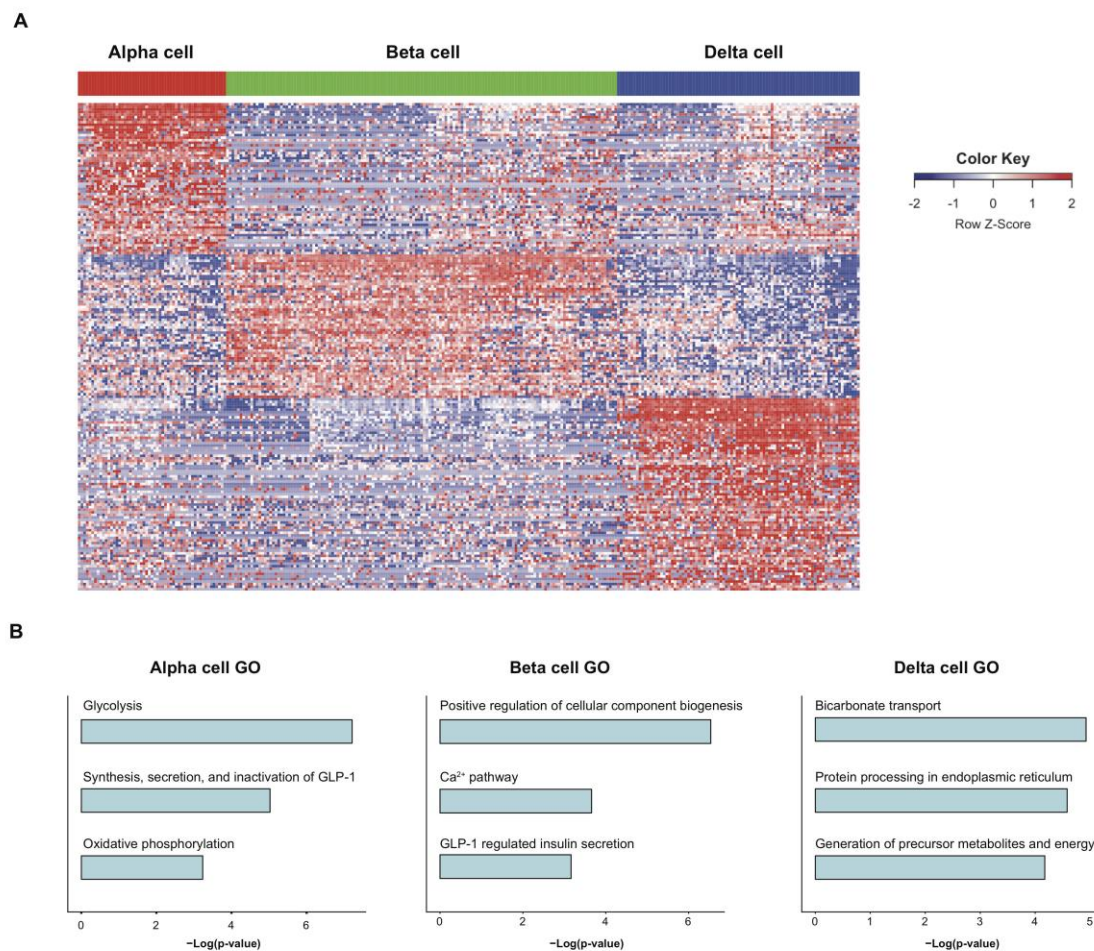 A
Alpha cell
Beta cell
Delta cell
Color Key
-2 -1 0 1 2
Row Z-Score
B
Alpha cell GO
Glycolysis
Synthesis, secretion, and inactivation of GLP-1
Oxidative phosphorylation
0 2 4 6
−Log(p-value)
Beta cell GO
Positive regulation of cellular component biogenesis
Ca²⁺ pathway
GLP-1 regulated insulin secretion
0 2 4 6
−Log(p-value)
Delta cell GO
Bicarbonate transport
Protein processing in endoplasmic reticulum
Generation of precursor metabolites and energy
0 1 2 3 4 5
−Log(p-value)